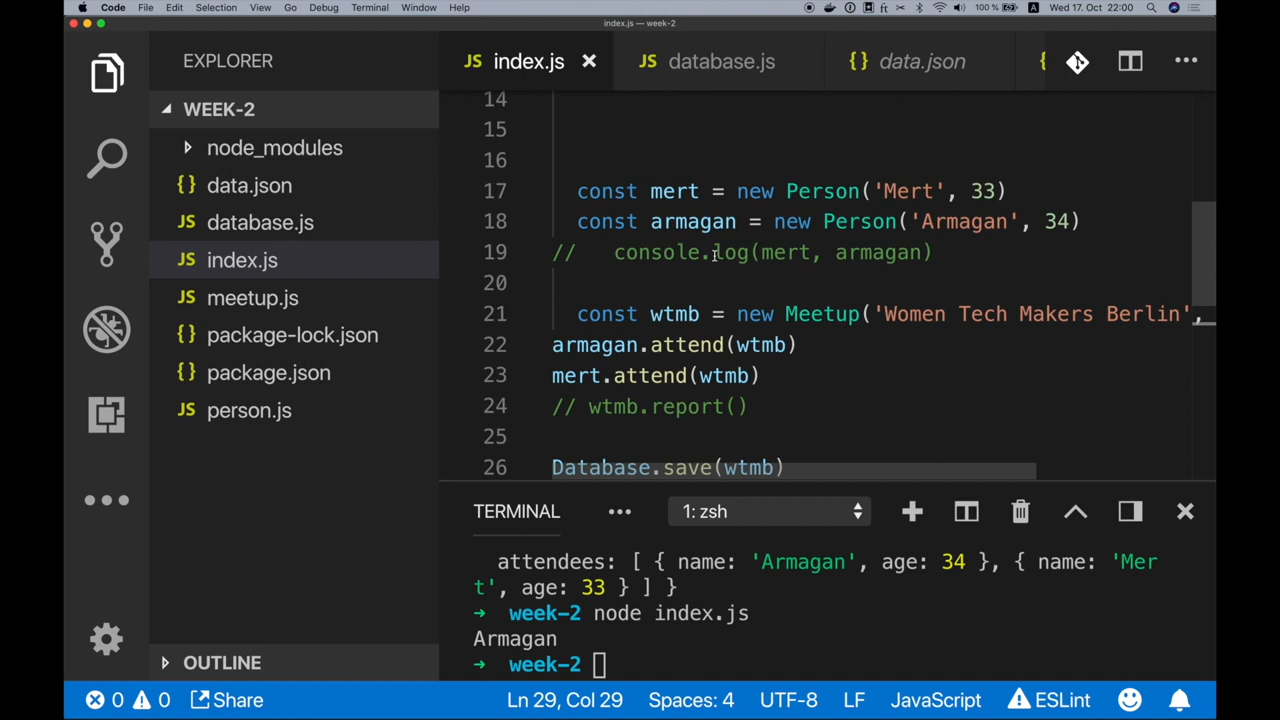 Code File Edit Selection View Go Debug Terminal Window Help 100 % A Wed 17. Oct 22:00
index.js — week-2
EXPLORER
WEEK-2
node_modules
{} data.json
JS database.js
JS index.js
JS meetup.js
{} package-lock.json
{} package.json
JS person.js
OUTLINE
JS index.js
JS database.js
{} data.json
{
14
15
16
17 const mert = new Person('Mert', 33)
18 const armagan = new Person('Armagan', 34)
19 // console.log(mert, armagan)
20
21 const wtmb = new Meetup('Women Tech Makers Berlin',
22 armagan.attend(wtmb)
23 mert.attend(wtmb)
24 // wtmb.report()
25
26 Database.save(wtmb)
TERMINAL ••• 1: zsh
attendees: [ { name: 'Armagan', age: 34 }, { name: 'Mer
t', age: 33 } ] }
➜ week-2 node index.js
Armagan
➜ week-2
0 0 Share Ln 29, Col 29 Spaces: 4 UTF-8 LF JavaScript ESLint